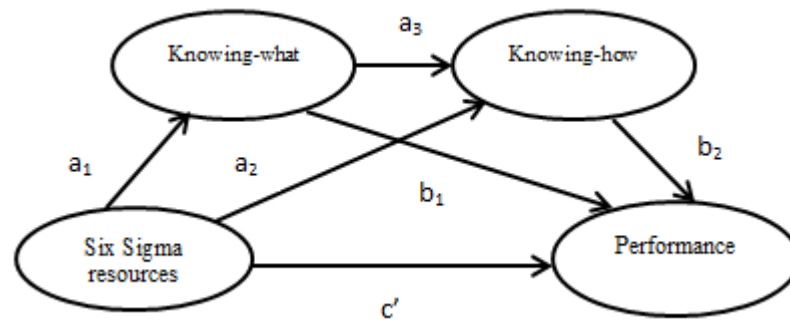 a₃
Knowing-what
Knowing-how
a₁
a₂
b₁
b₂
Six Sigma
resources
Performance
c′